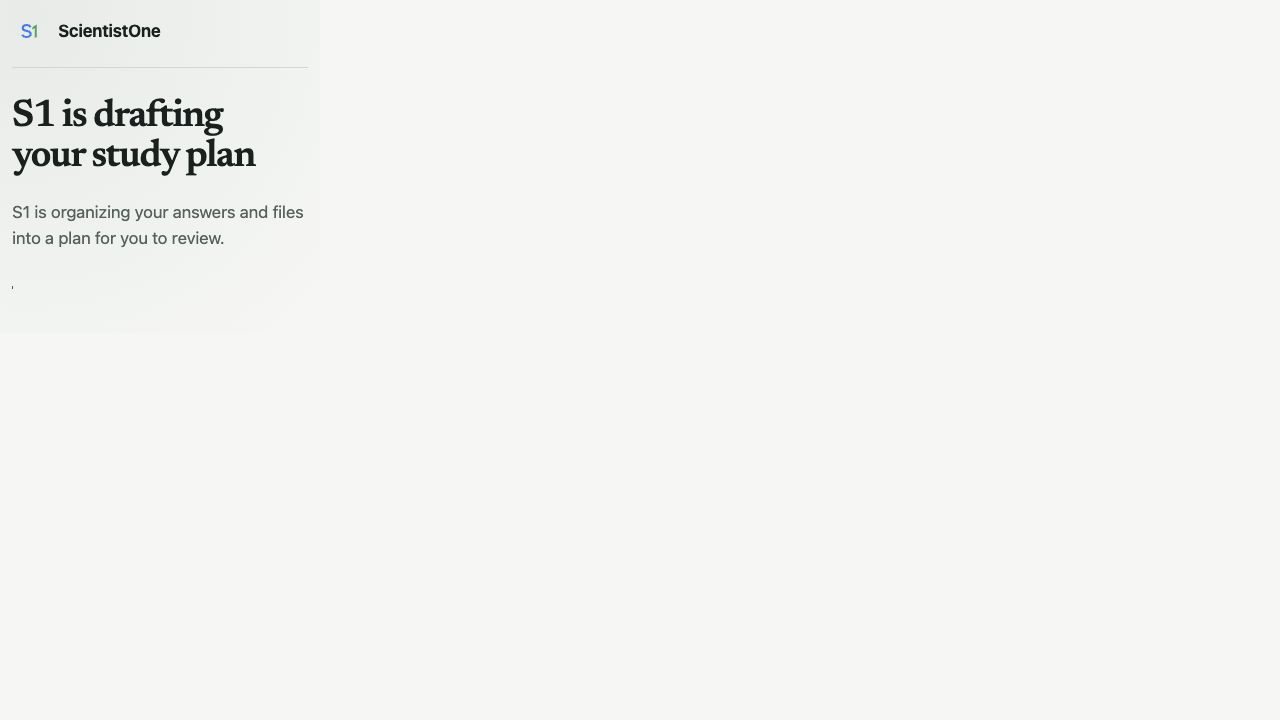 S1 ScientistOne
S1 is drafting
your study plan
S1 is organizing your answers and files
into a plan for you to review.